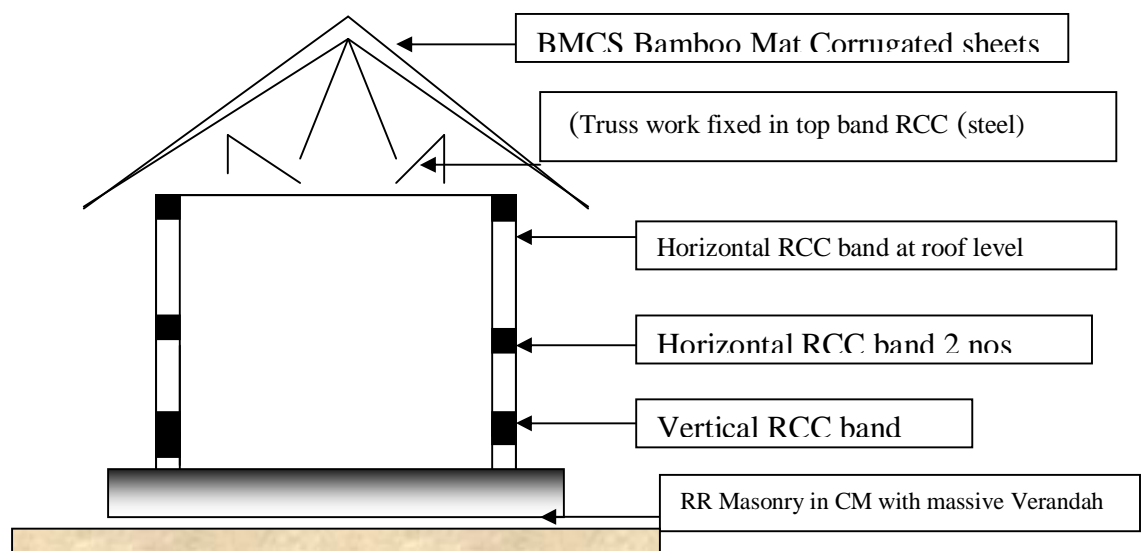 BMCS Bamboo Mat Corrugated sheets
(Truss work fixed in top band RCC (steel)
Horizontal RCC band at roof level
Horizontal RCC band 2 nos
Vertical RCC band
RR Masonry in CM with massive Verandah